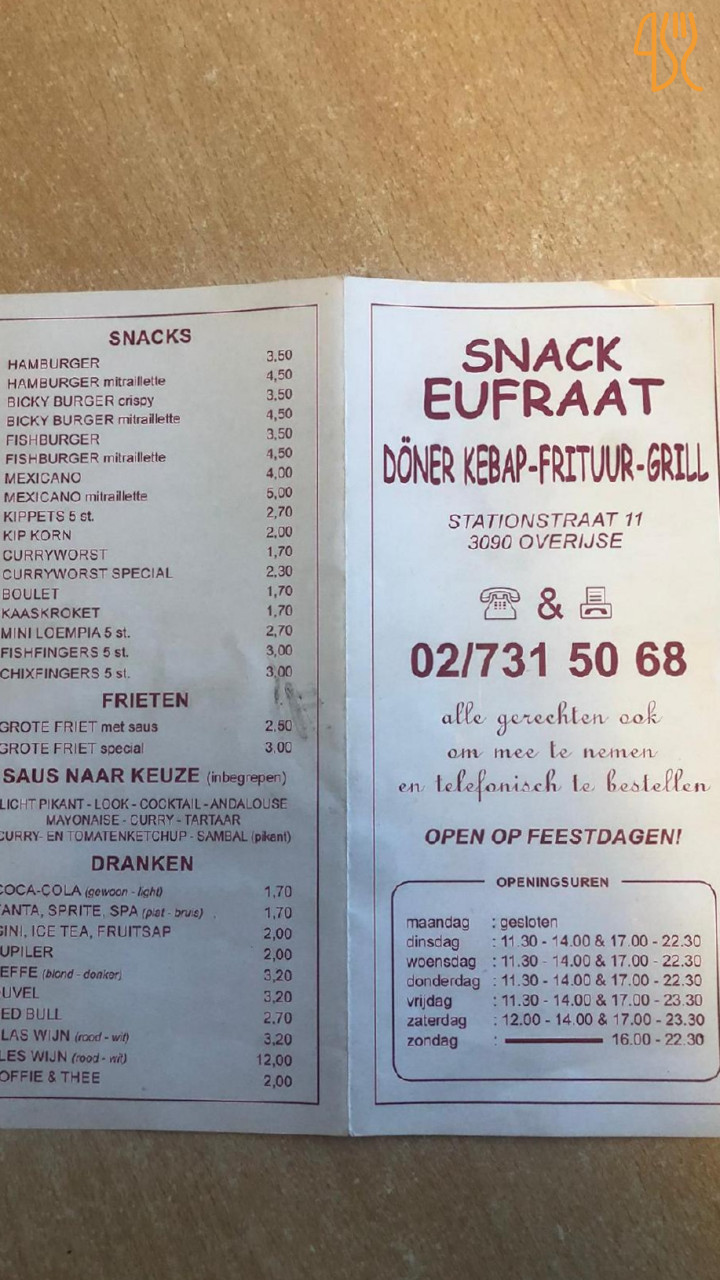 SNACKS
HAMBURGER 3,50
HAMBURGER mitraillette 4,50
BICKY BURGER crispy 3,50
BICKY BURGER mitraillette 4,50
FISHBURGER 3,50
FISHBURGER mitraillette 4,50
MEXICANO 4,00
MEXICANO mitraillette 5,00
KIPPETS 5 st. 2,70
KIP KORN 2,00
CURRYWORST 1,70
CURRYWORST SPECIAL 2,30
BOULET 1,70
KAASKROKET 1,70
MINI LOEMPIA 5 st. 2,70
FISHFINGERS 5 st. 3,00
CHIXFINGERS 5 st. 3,00
FRIETEN
GROTE FRIET met saus 2,50
GROTE FRIET special 3,00
SAUS NAAR KEUZE (inbegrepen)
LICHT PIKANT - LOOK - COCKTAIL - ANDALOUSE
MAYONAISE - CURRY - TARTAAR
CURRY- EN TOMATENKETCHUP - SAMBAL (pikant)
DRANKEN
COCA-COLA (gewoon - light) 1,70
FANTA, SPRITE, SPA (plat - bruis) 1,70
GINI, ICE TEA, FRUITSAP 2,00
UPILER 2,00
EFFE (blond - donker) 3,20
UVEL 3,20
ED BULL 2,70
LAS WIJN (rood - wit) 3,20
LES WIJN (rood - wit) 12,00
OFFIE & THEE 2,00
SNACK
EUFRAAT
DÖNER KEBAP-FRITUUR-GRILL
STATIONSTRAAT 11
3090 OVERIJSE
&
02/731 50 68
alle gerechten ook
om mee te nemen
en telefonisch te bestellen
OPEN OP FEESTDAGEN!
OPENINGSUREN
maandag : gesloten
dinsdag : 11.30 - 14.00 & 17.00 - 22.30
woensdag : 11.30 - 14.00 & 17.00 - 22.30
donderdag : 11.30 - 14.00 & 17.00 - 22.30
vrijdag : 11.30 - 14.00 & 17.00 - 23.30
zaterdag : 12.00 - 14.00 & 17.00 - 23.30
zondag : 16.00 - 22.30